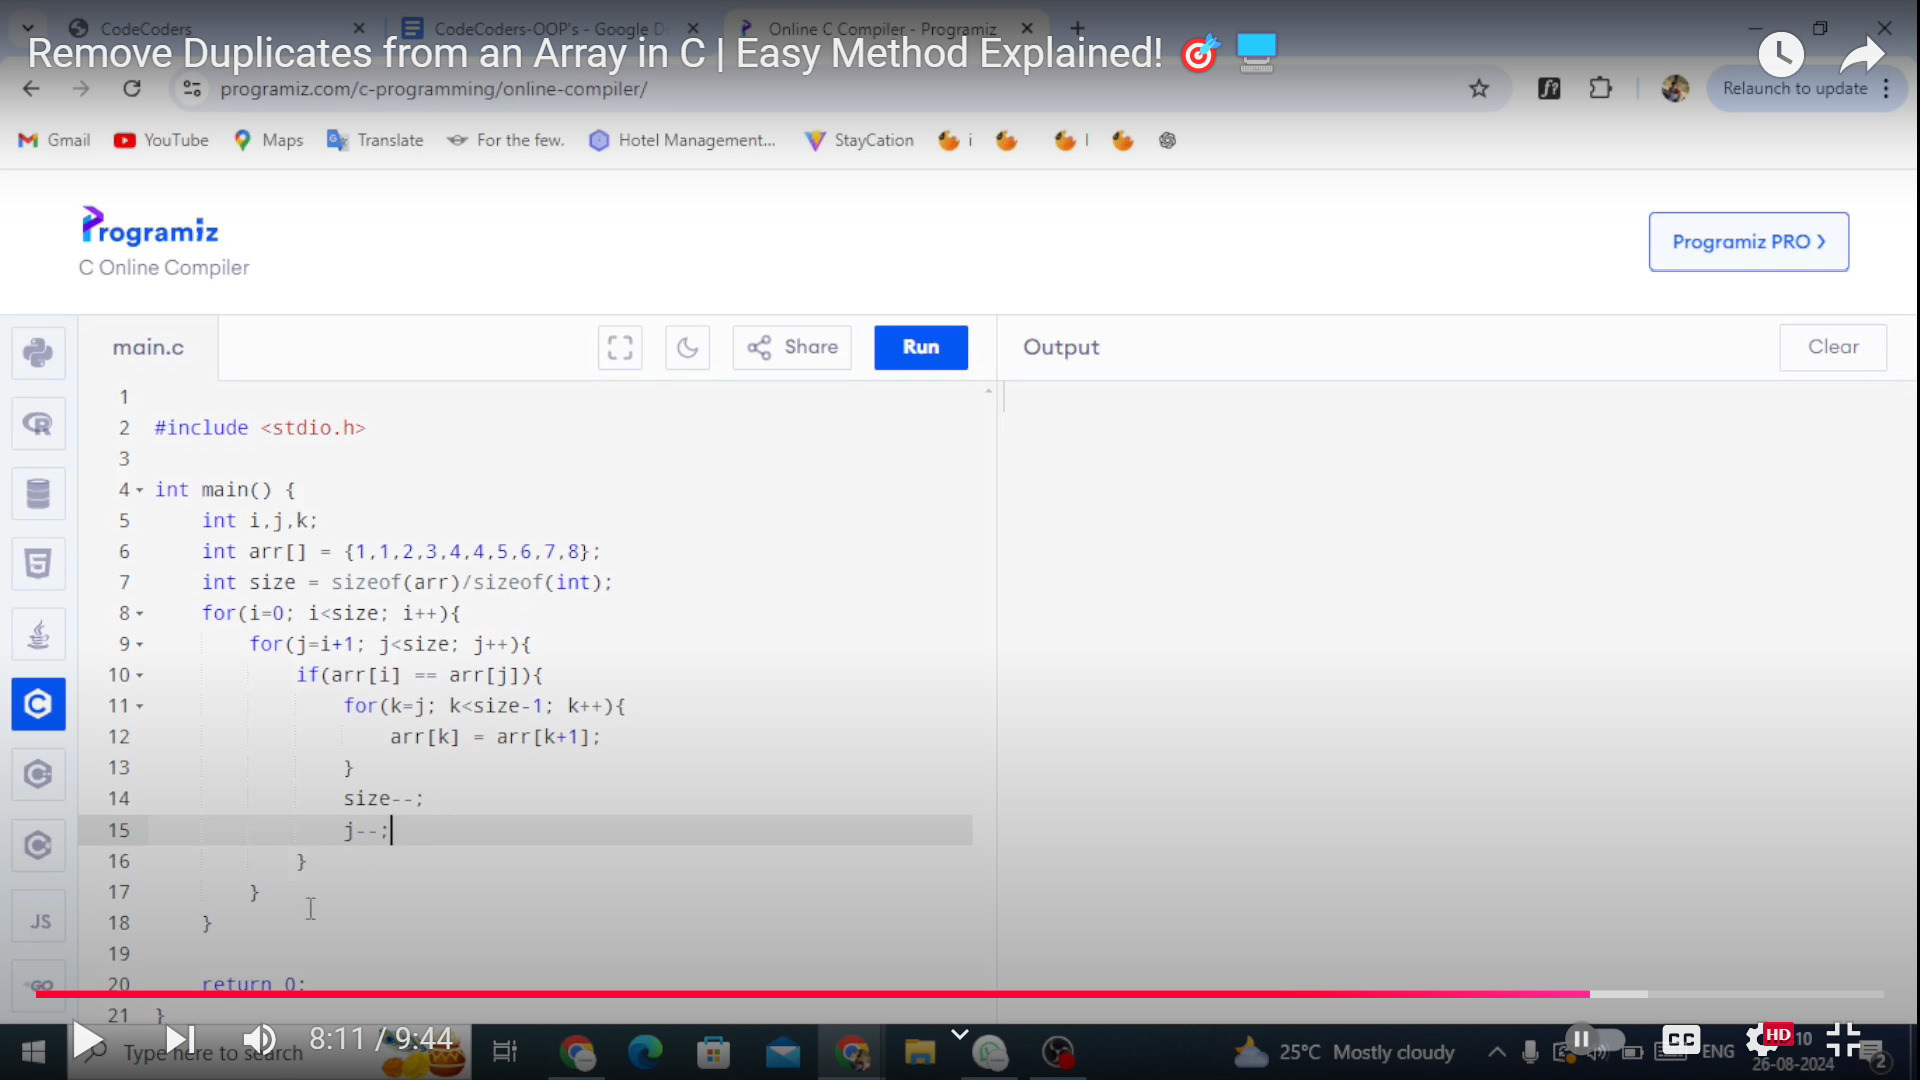 CodeCoders
CodeCoders-OOP's - Google D
Online C Compiler - Programiz
Remove Duplicates from an Array in C | Easy Method Explained! 🎯 🖥️
programiz.com/c-programming/online-compiler/
Relaunch to update
Gmail
YouTube
Maps
Translate
For the few.
Hotel Management...
StayCation
i
l
Programiz
C Online Compiler
Programiz PRO >
main.c
Share
Run
Output
Clear
1
2 #include <stdio.h>
3
4 int main() {
5 int i,j,k;
6 int arr[] = {1,1,2,3,4,4,5,6,7,8};
7 int size = sizeof(arr)/sizeof(int);
8 for(i=0; i<size; i++){
9 for(j=i+1; j<size; j++){
10 if(arr[i] == arr[j]){
11 for(k=j; k<size-1; k++){
12 arr[k] = arr[k+1];
13 }
14 size--;
15 j--;
16 }
17 }
18 }
19
20 return 0;
21 }
JS
GO
8:11 / 9:44
Type here to search
25°C Mostly cloudy
CC
ENG
HD
10
26-08-2024
2